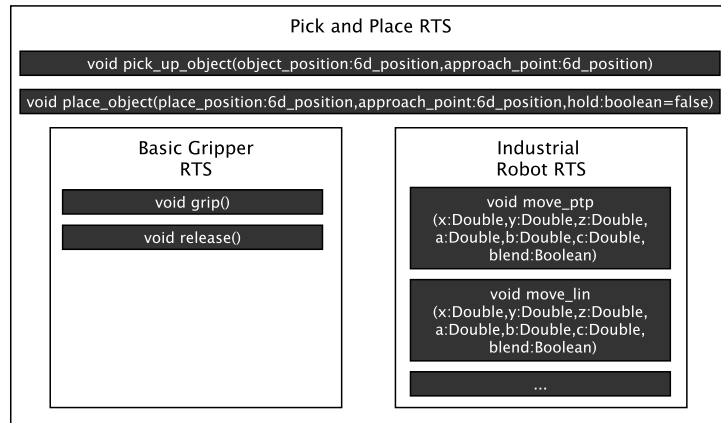 Pick and Place RTS
void pick_up_object(object_position:6d_position,approach_point:6d_position)
void place_object(place_position:6d_position,approach_point:6d_position,hold:boolean=false)
Basic Gripper
RTS
void grip()
void release()
Industrial
Robot RTS
void move_ptp
(x:Double,y:Double,z:Double,
a:Double,b:Double,c:Double,
blend:Boolean)
void move_lin
(x:Double,y:Double,z:Double,
a:Double,b:Double,c:Double,
blend:Boolean)
...